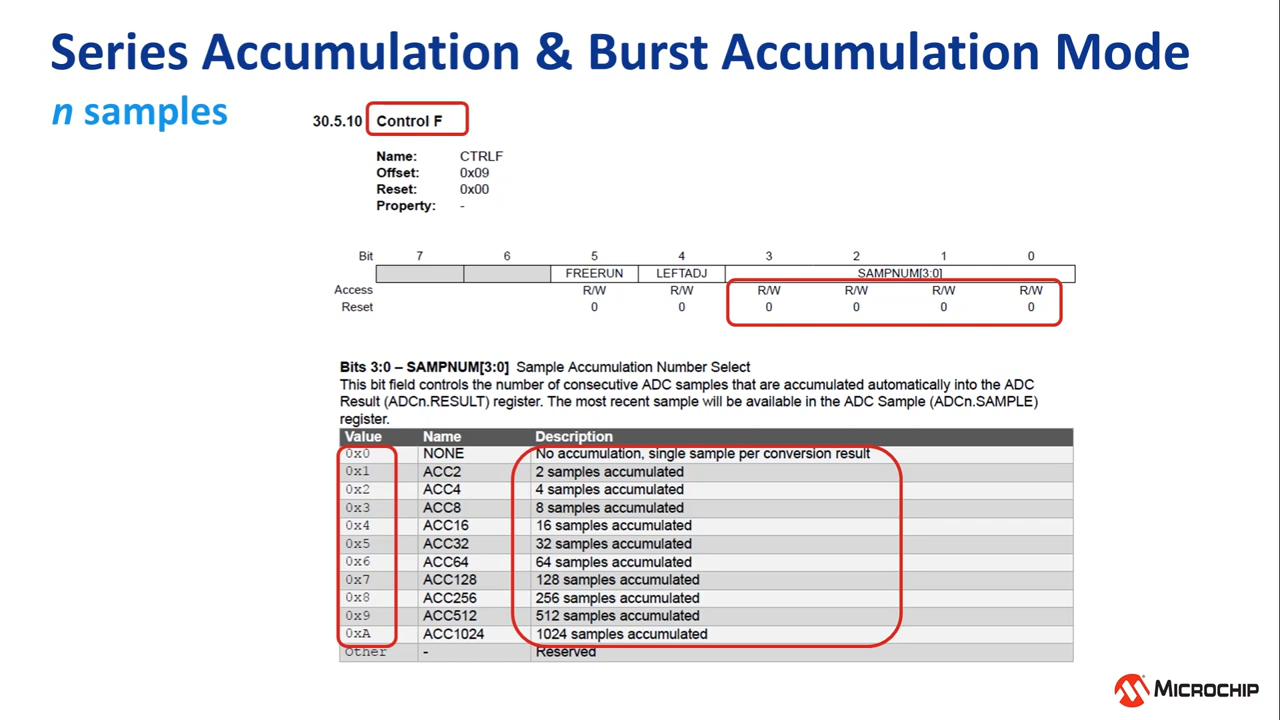 Series Accumulation & Burst Accumulation Mode
n samples
30.5.10 Control F
Name: CTRLF
Offset: 0x09
Reset: 0x00
Property: -
Bit 7 6 5 4 3 2 1 0
FREERUN LEFTADJ SAMPNUM[3:0]
Access R/W R/W R/W R/W R/W R/W
Reset 0 0 0 0 0 0
Bits 3:0 – SAMPNUM[3:0] Sample Accumulation Number Select
This bit field controls the number of consecutive ADC samples that are accumulated automatically into the ADC
Result (ADCn.RESULT) register. The most recent sample will be available in the ADC Sample (ADCn.SAMPLE)
register.
Value Name Description
0x0 NONE No accumulation, single sample per conversion result
0x1 ACC2 2 samples accumulated
0x2 ACC4 4 samples accumulated
0x3 ACC8 8 samples accumulated
0x4 ACC16 16 samples accumulated
0x5 ACC32 32 samples accumulated
0x6 ACC64 64 samples accumulated
0x7 ACC128 128 samples accumulated
0x8 ACC256 256 samples accumulated
0x9 ACC512 512 samples accumulated
0xA ACC1024 1024 samples accumulated
Other - Reserved
MICROCHIP